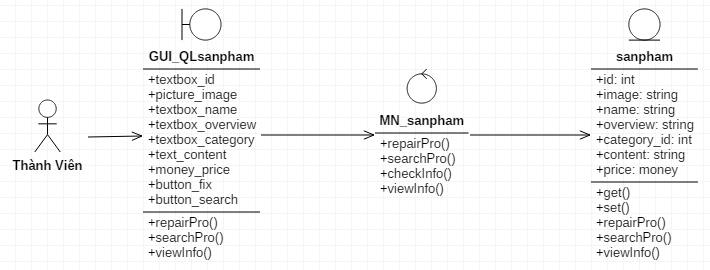 Thành Viên
GUI_QLsanpham
+textbox_id
+picture_image
+textbox_name
+textbox_overview
+textbox_category
+text_content
+money_price
+button_fix
+button_search
+repairPro()
+searchPro()
+viewInfo()
MN_sanpham
+repairPro()
+searchPro()
+checkInfo()
+viewInfo()
sanpham
+id: int
+image: string
+name: string
+overview: string
+category_id: int
+content: string
+price: money
+get()
+set()
+repairPro()
+searchPro()
+viewInfo()